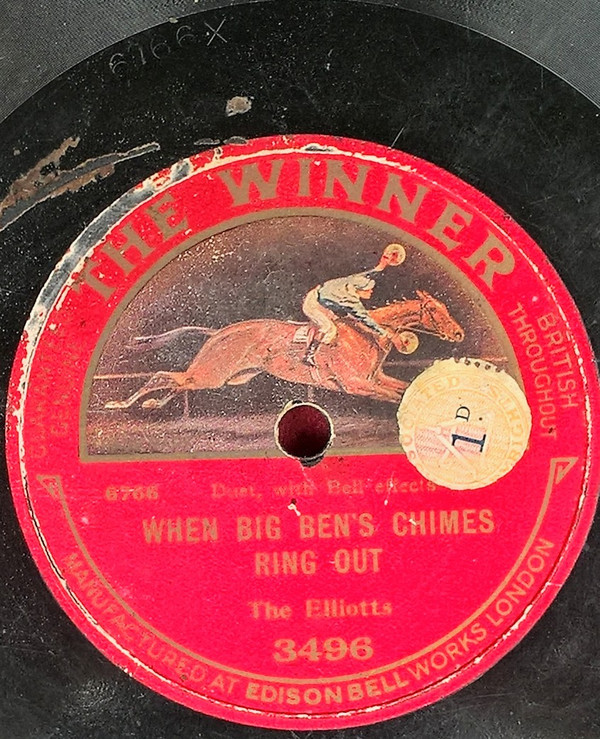 6766X
THE WINNER
BRITISH
THROUGHOUT
1D.
6766 Duet, with Bell effects
WHEN BIG BEN'S CHIMES
RING OUT
The Elliotts
3496
MANUFACTURED AT EDISON BELL WORKS LONDON